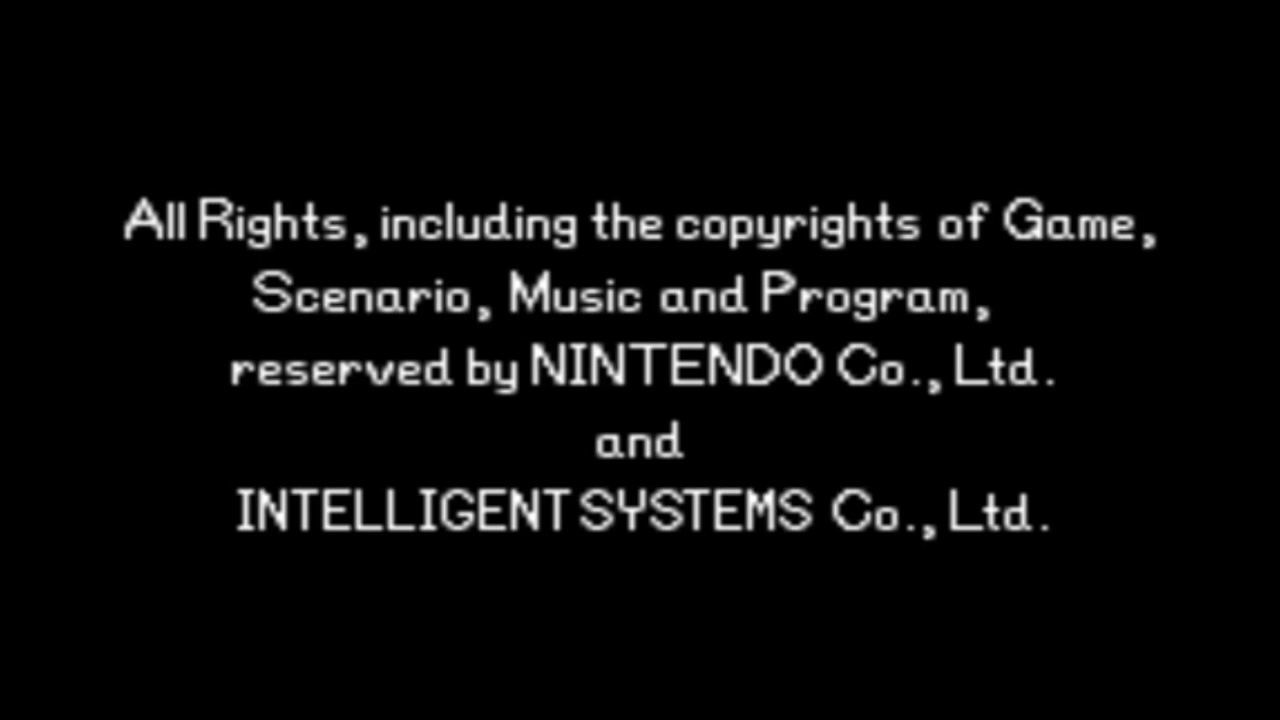 All Rights, including the copyrights of Game,
Scenario, Music and Program,
reserved by NINTENDO Co., Ltd.
and
INTELLIGENT SYSTEMS Co., Ltd.